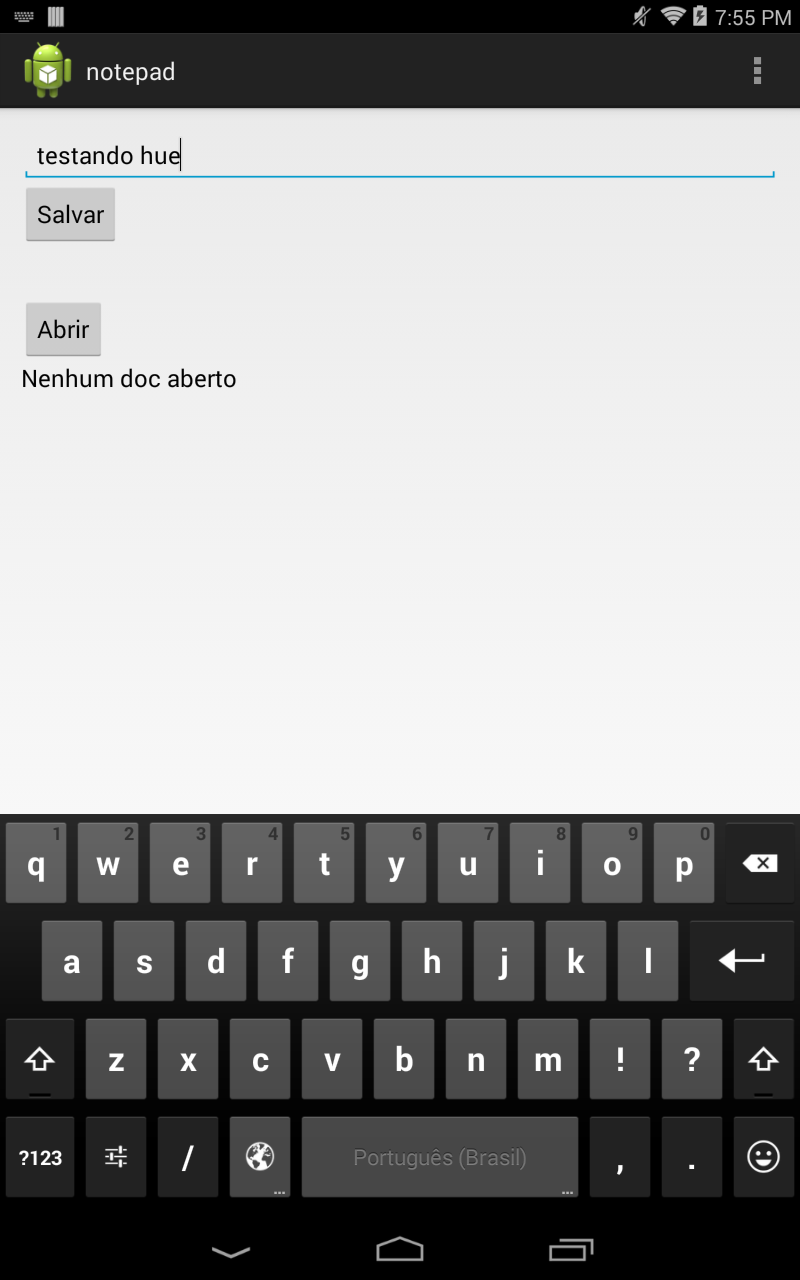 7:55 PM
notepad
testando hue
Salvar
Abrir
Nenhum doc aberto
1 2 3 4 5 6 7 8 9 0
q w e r t y u i o p
a s d f g h j k l
z x c v b n m ! ?
?123 / Português (Brasil) , .